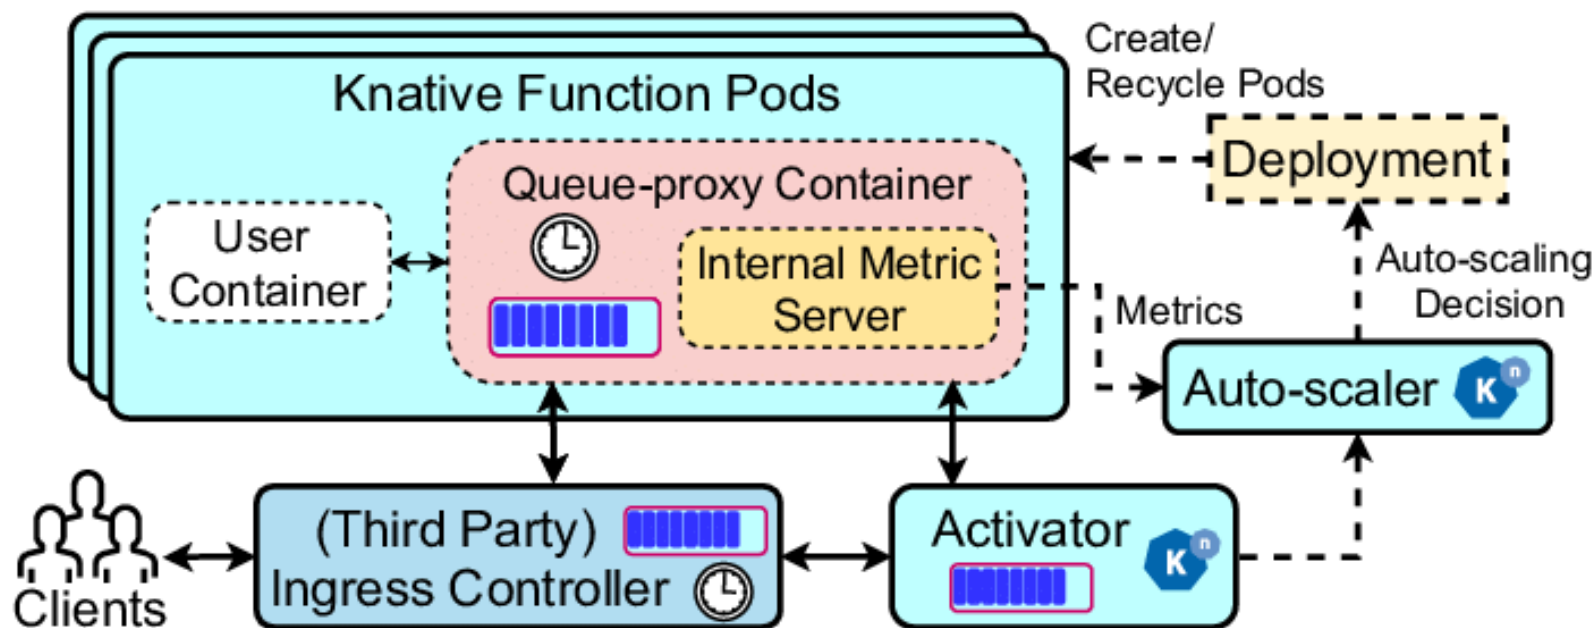 Knative Function Pods
Create/
Recycle Pods
Deployment
Queue-proxy Container
User
Container
Internal Metric
Server
Metrics
Auto-scaling
Decision
Auto-scaler
K
n
Clients
(Third Party)
Ingress Controller
Activator
K
n